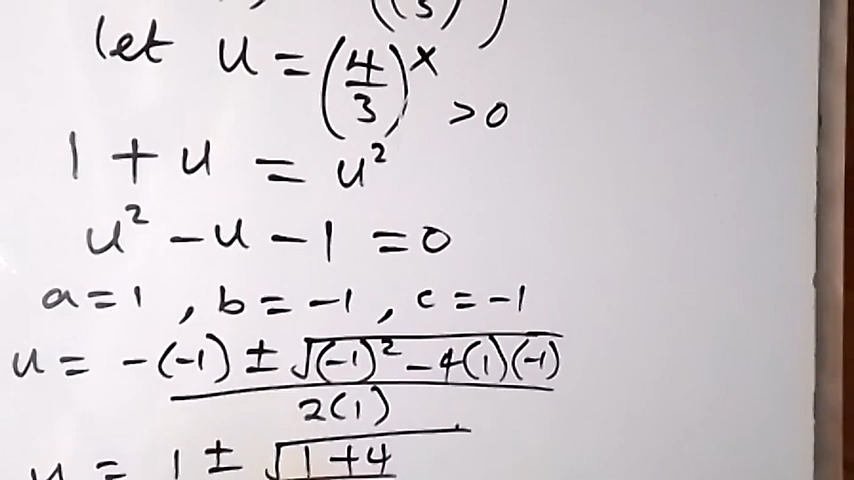 (3)
let u = (4/3)^x > 0
1 + u = u²
u² - u - 1 = 0
a = 1 , b = -1 , c = -1
u = -(-1) ± √(-1)² - 4(1)(-1)
2(1)
u = 1 ± √1 + 4